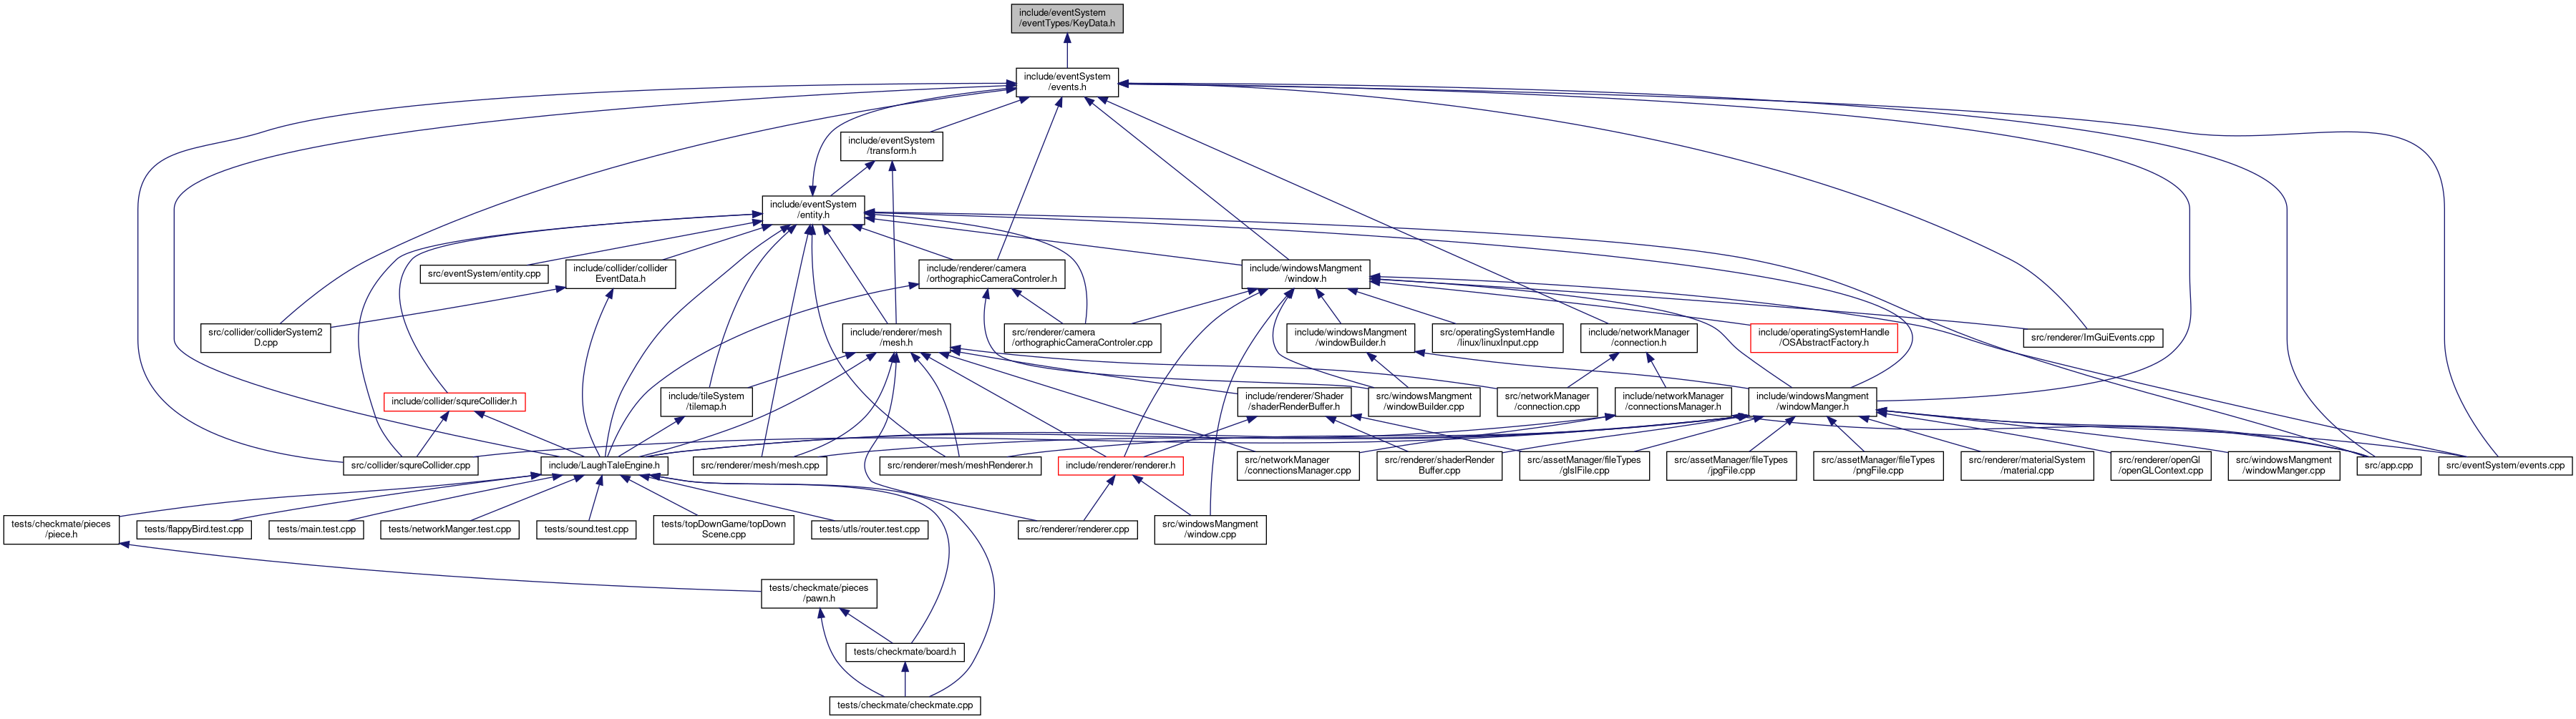 include/eventSystem
/eventTypes/KeyData.h
include/eventSystem
/events.h
include/eventSystem
/transform.h
include/eventSystem
/entity.h
src/eventSystem/entity.cpp
include/collider/collider
EventData.h
include/renderer/camera
/orthographicCameraControler.h
include/windowsMangment
/window.h
src/collider/colliderSystem2
D.cpp
include/renderer/mesh
/mesh.h
src/renderer/camera
/orthographicCameraControler.cpp
include/windowsMangment
/windowBuilder.h
src/operatingSystemHandle
/linux/linuxInput.cpp
include/networkManager
/connection.h
include/operatingSystemHandle
/OSAbstractFactory.h
src/renderer/ImGuiEvents.cpp
include/collider/squreCollider.h
include/tileSystem
/tilemap.h
include/renderer/Shader
/shaderRenderBuffer.h
src/windowsMangment
/windowBuilder.cpp
src/networkManager
/connection.cpp
include/networkManager
/connectionsManager.h
include/windowsMangment
/windowManger.h
src/collider/squreCollider.cpp
include/LaughTaleEngine.h
src/renderer/mesh/mesh.cpp
src/renderer/mesh/meshRenderer.h
include/renderer/renderer.h
src/networkManager
/connectionsManager.cpp
src/renderer/shaderRender
Buffer.cpp
src/assetManager/fileTypes
/glslFile.cpp
src/assetManager/fileTypes
/jpgFile.cpp
src/assetManager/fileTypes
/pngFile.cpp
src/renderer/materialSystem
/material.cpp
src/renderer/openGl
/openGLContext.cpp
src/windowsMangment
/windowManger.cpp
src/app.cpp
src/eventSystem/events.cpp
tests/checkmate/pieces
/piece.h
tests/flappyBird.test.cpp
tests/main.test.cpp
tests/networkManger.test.cpp
tests/sound.test.cpp
tests/topDownGame/topDown
Scene.cpp
tests/utls/router.test.cpp
src/renderer/renderer.cpp
src/windowsMangment
/window.cpp
tests/checkmate/pieces
/pawn.h
tests/checkmate/board.h
tests/checkmate/checkmate.cpp